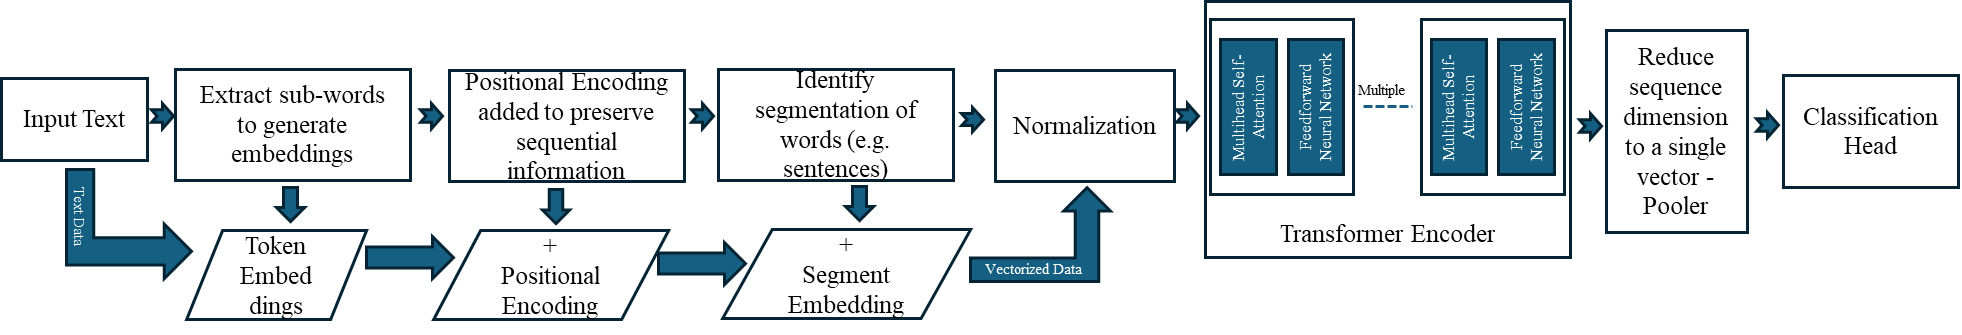 Input Text
Extract sub-words
to generate
embeddings
Positional Encoding
added to preserve
sequential
information
Identify
segmentation of
words (e.g.
sentences)
Normalization
Multihead Self-
Attention
Feedforward
Neural Network
Multiple
Multihead Self-
Attention
Feedforward
Neural Network
Transformer Encoder
Reduce
sequence
dimension
to a single
vector -
Pooler
Classification
Head
Text Data
Token
Embed
dings
+
Positional
Encoding
+
Segment
Embedding
Vectorized Data